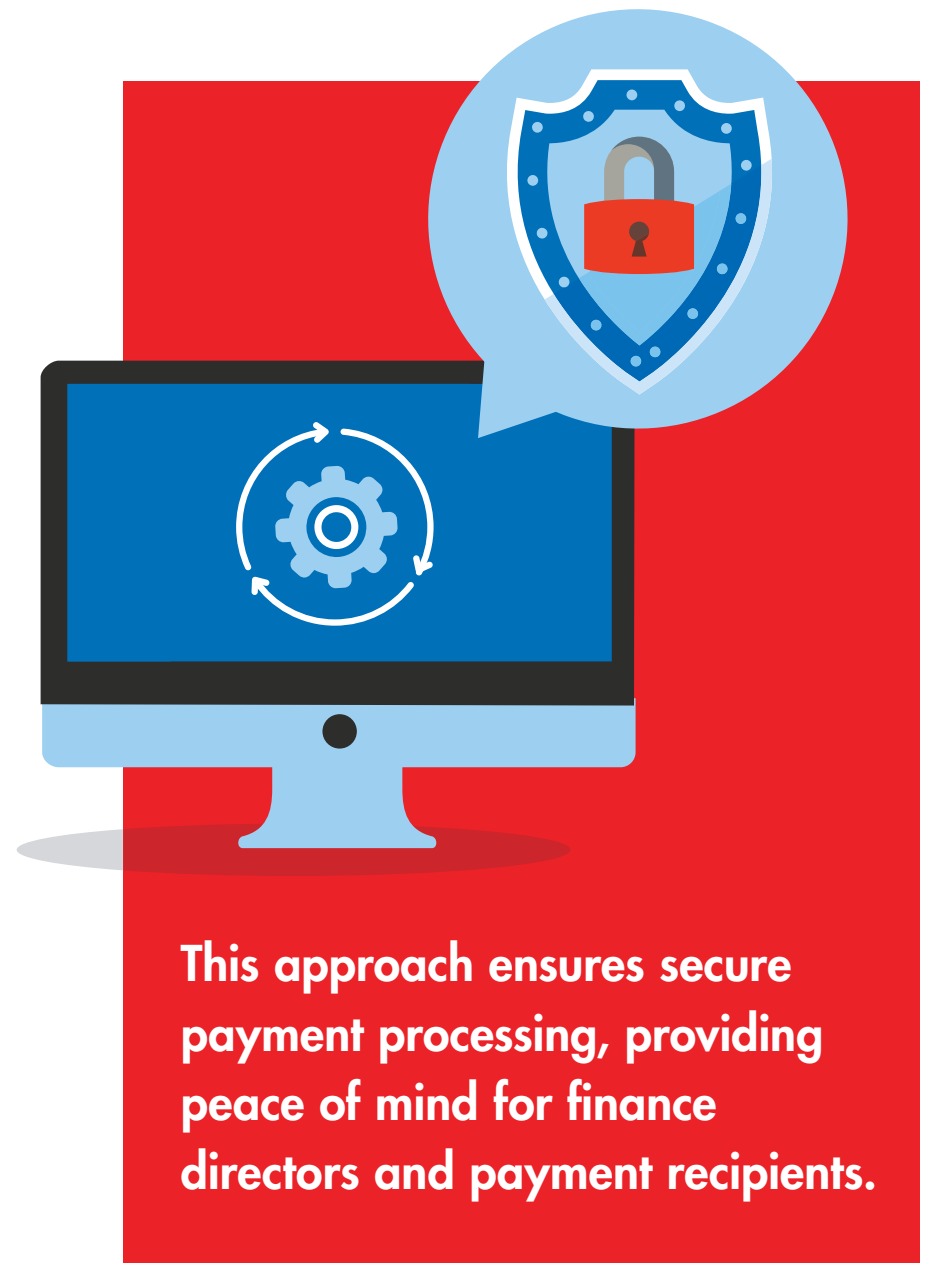 This approach ensures secure
payment processing, providing
peace of mind for finance
directors and payment recipients.